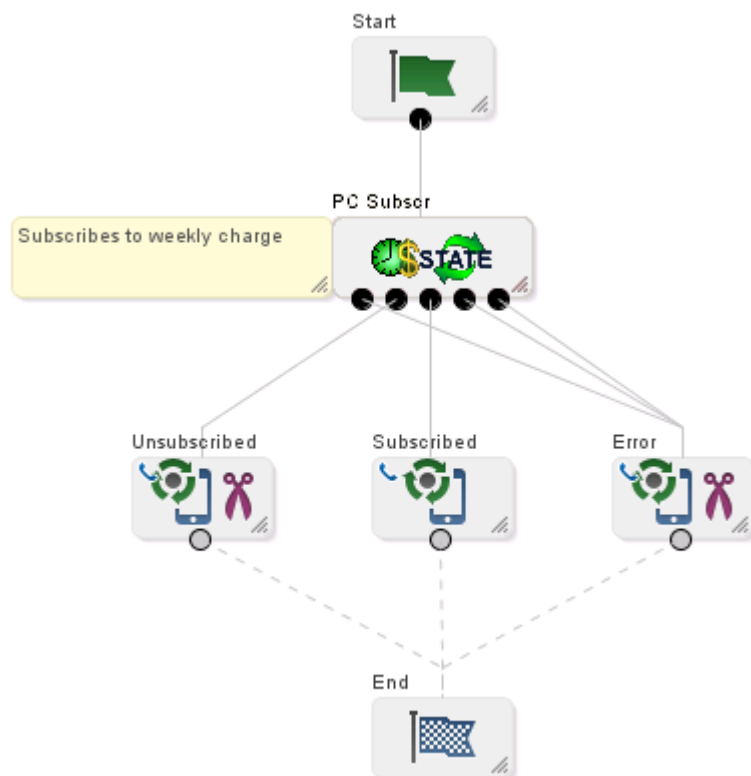 Start
PC Subscr
Subscribes to weekly charge
STATE
Unsubscribed
Subscribed
Error
End